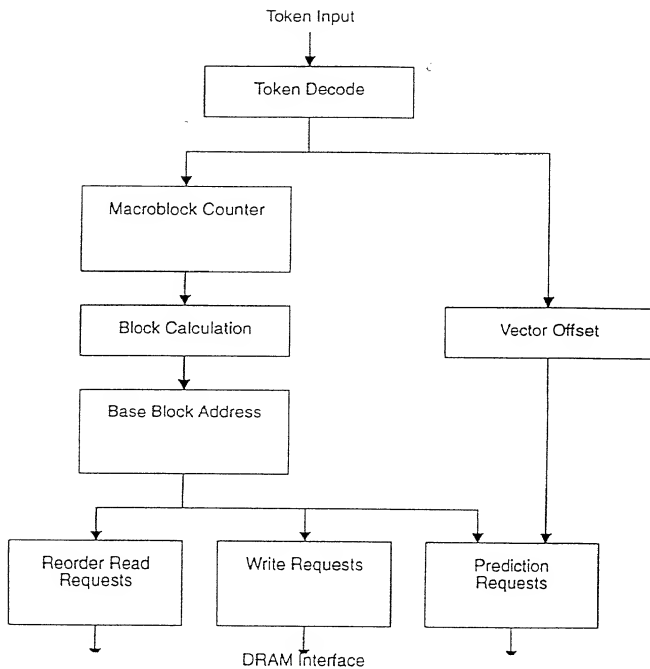 Token Input
Token Decode
Macroblock Counter
Block Calculation
Vector Offset
Base Block Address
Reorder Read
Requests
Write Requests
Prediction
Requests
DRAM Interface